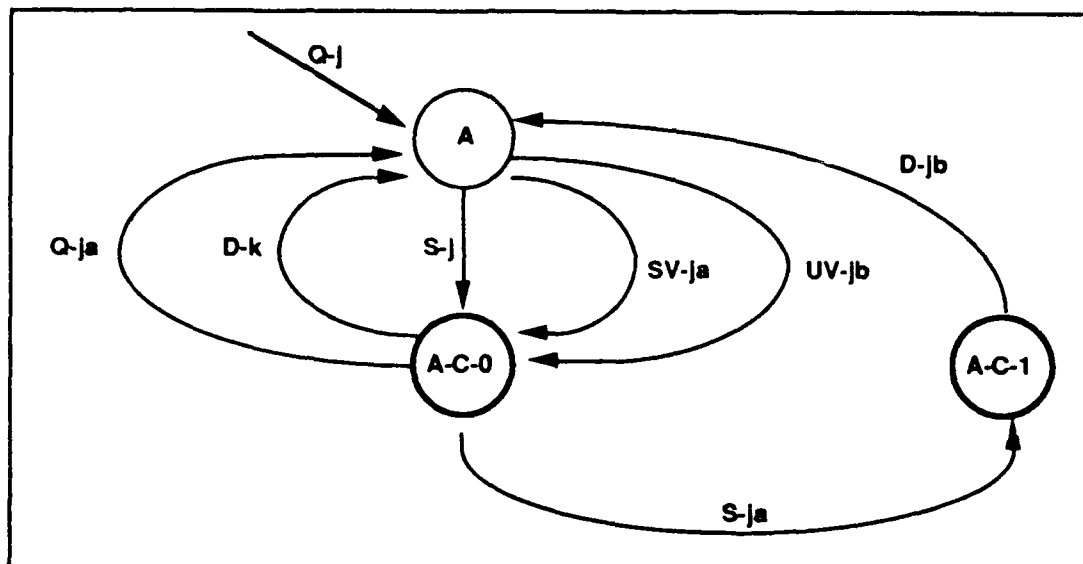 Q-j
A
D-jb
Q-ja
D-k
S-j
SV-ja
UV-jb
A-C-0
A-C-1
S-ja